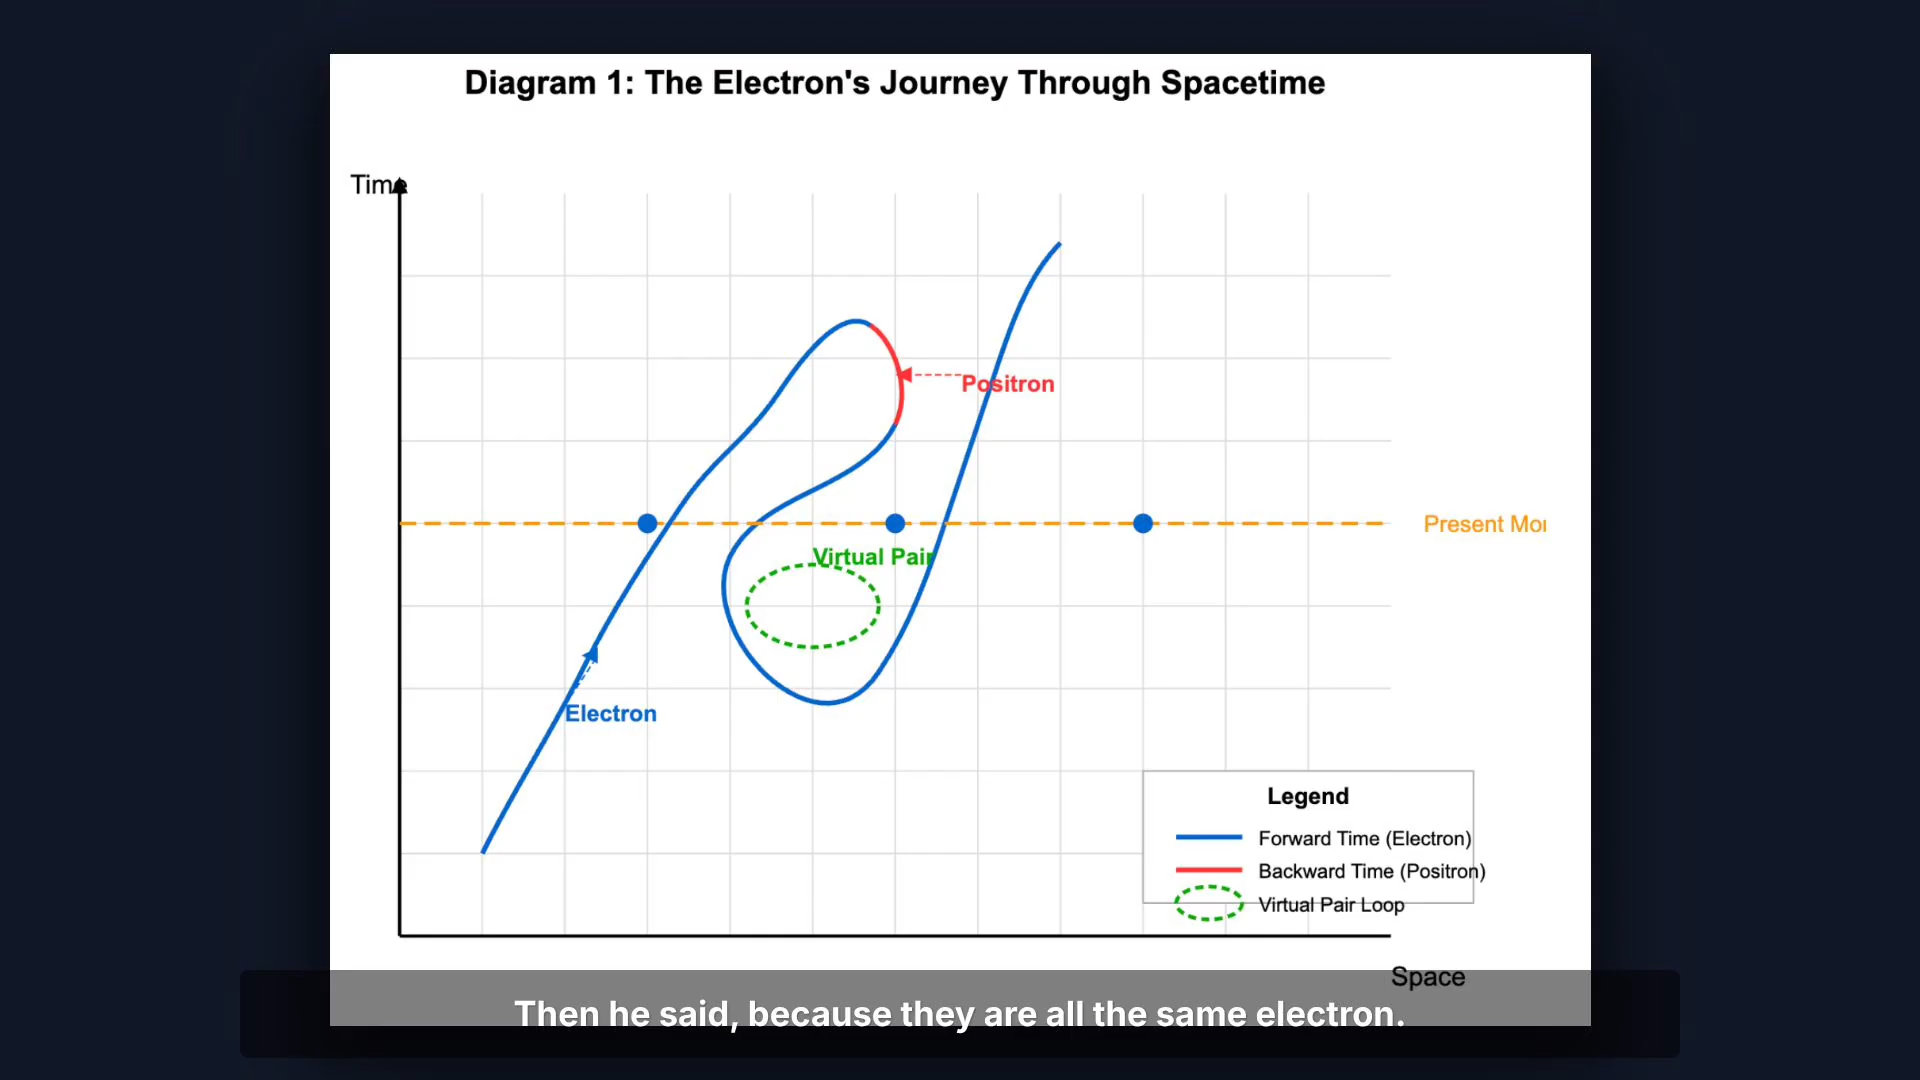 Diagram 1: The Electron's Journey Through Spacetime
Time
Positron
Present Mo
Virtual Pair
Electron
Legend
Forward Time (Electron)
Backward Time (Positron)
Virtual Pair Loop
Space
Then he said, because they are all the same electron.